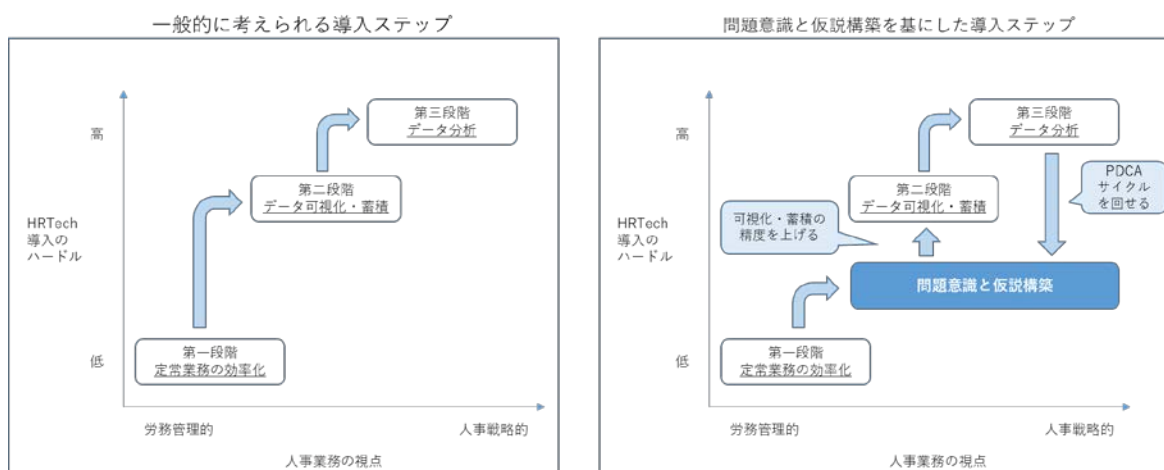 一般的に考えられる導入ステップ
高
HRTech
導入の
ハードル
低
第三段階
データ分析
第二段階
データ可視化・蓄積
第一段階
定常業務の効率化
労務管理的
人事戦略的
人事業務の視点
問題意識と仮説構築を基にした導入ステップ
高
HRTech
導入の
ハードル
低
第三段階
データ分析
PDCA
サイクル
を回せる
第二段階
データ可視化・蓄積
可視化・蓄積の
精度を上げる
問題意識と仮説構築
第一段階
定常業務の効率化
労務管理的
人事戦略的
人事業務の視点